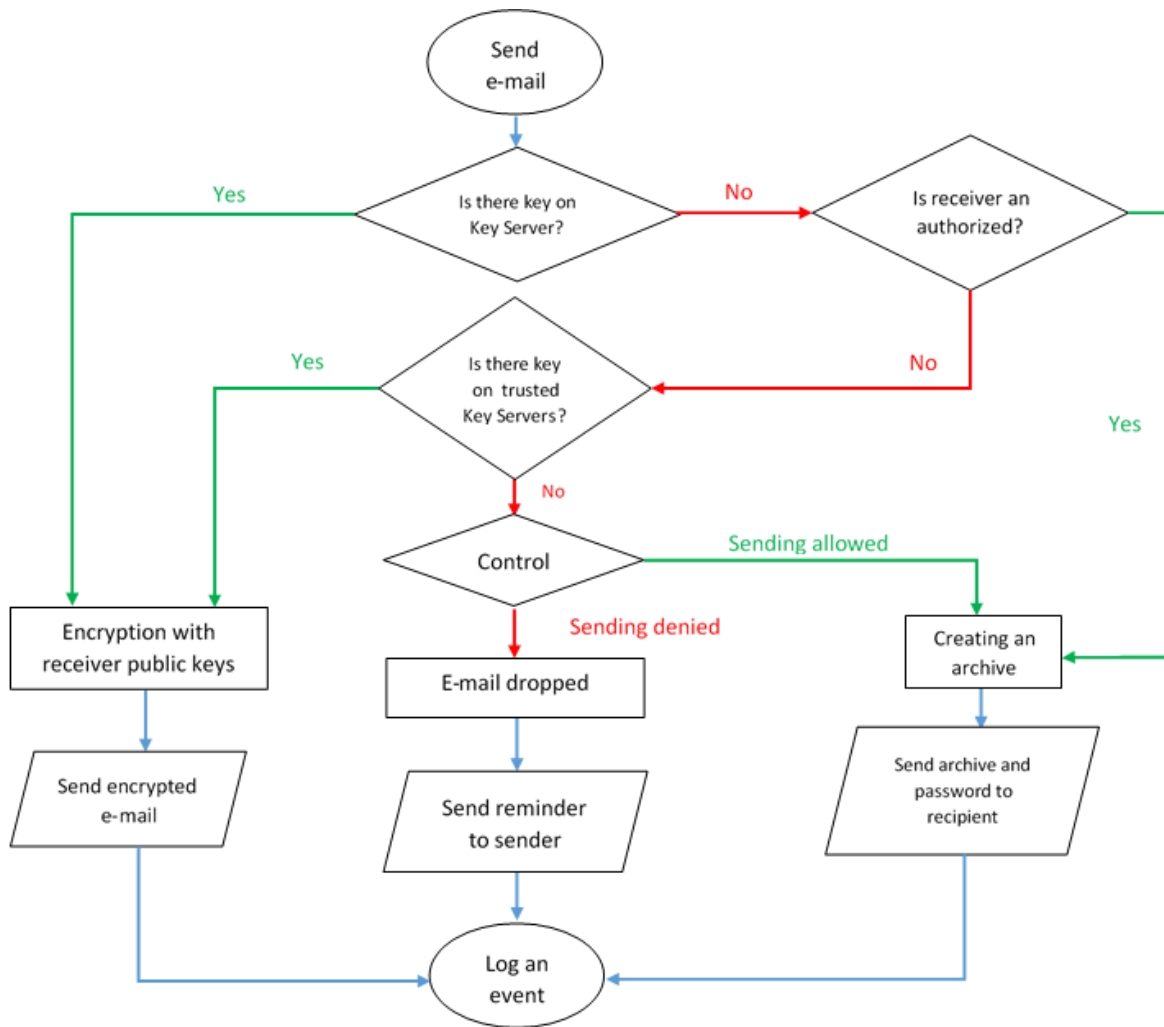 Send
e-mail
Yes
Is there key on
Key Server?
No
Is receiver an
authorized?
Yes
Is there key
on trusted
Key Servers?
No
Yes
No
Control
Sending allowed
Sending denied
Encryption with
receiver public keys
E-mail dropped
Creating an
archive
Send encrypted
e-mail
Send reminder
to sender
Send archive and
password to
recipient
Log an
event